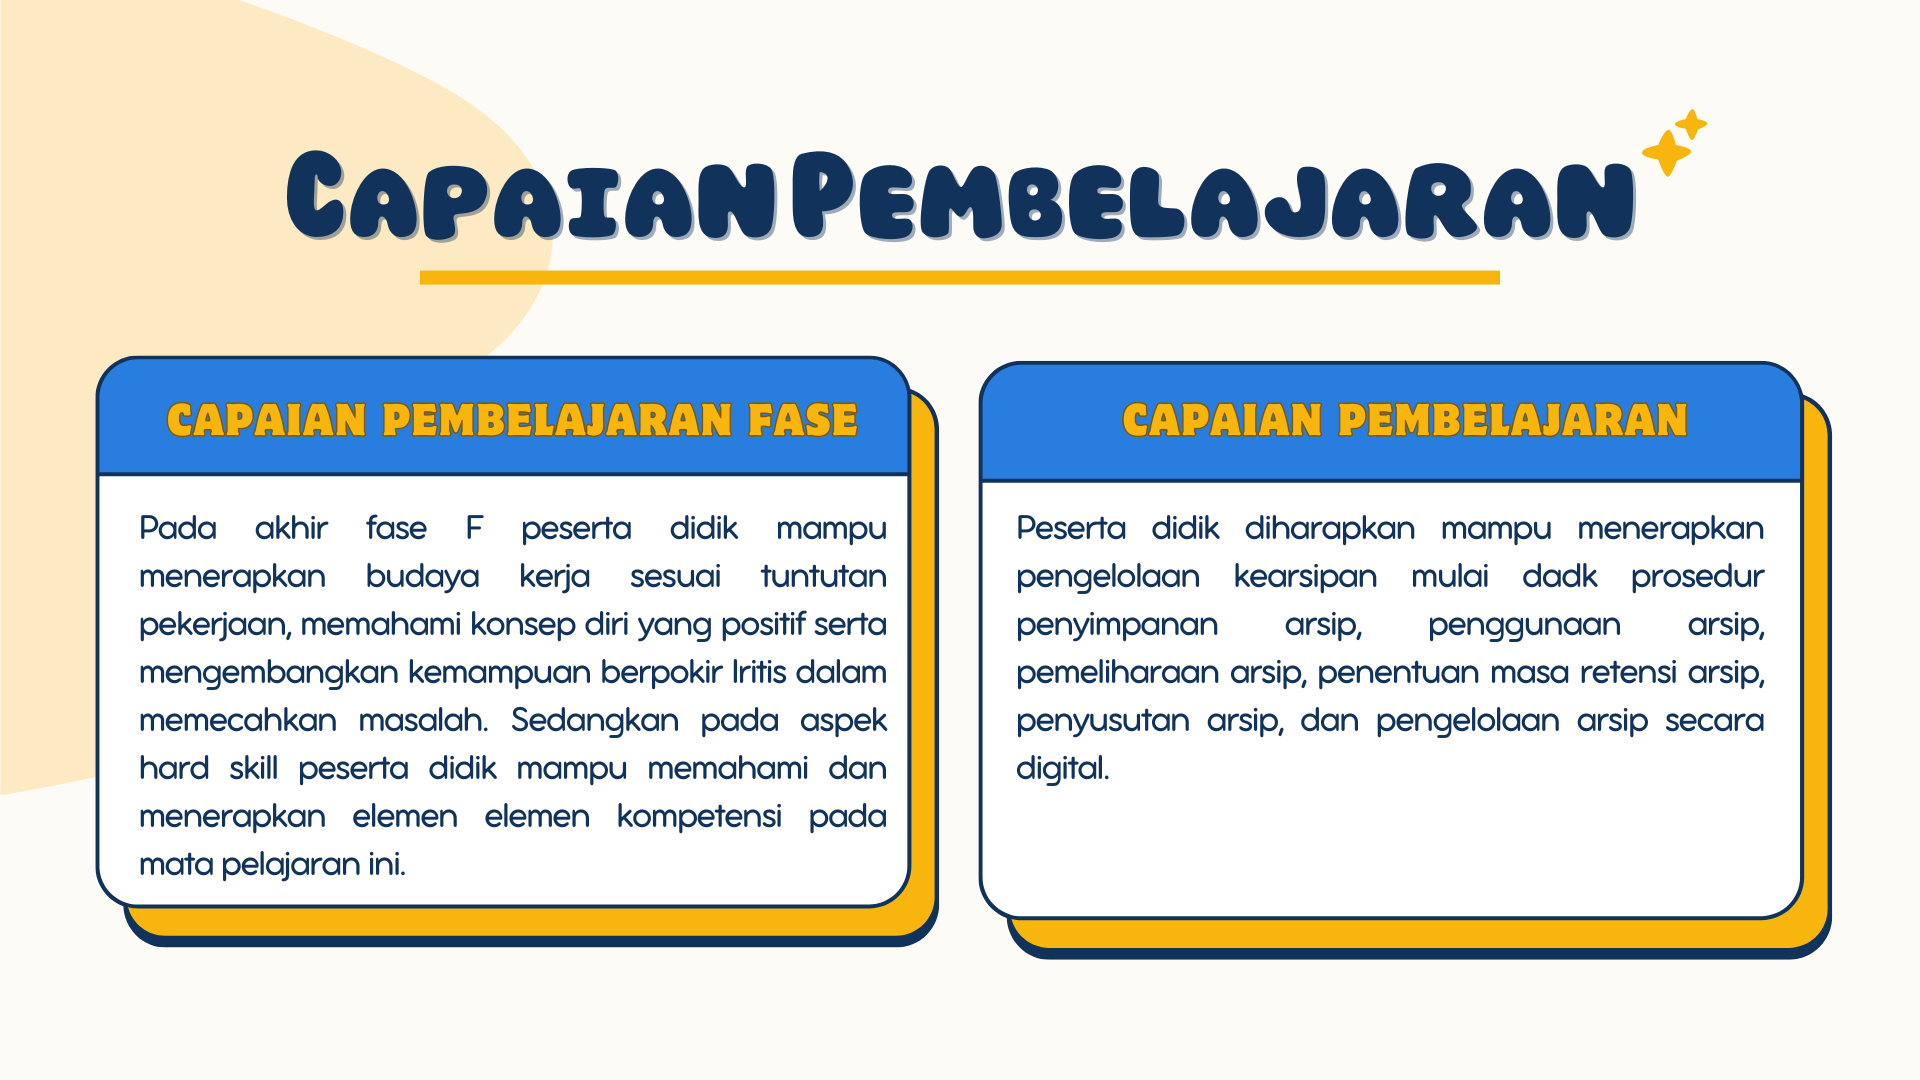 CAPAIAN PEMBELAJARAN
CAPAIAN PEMBELAJARAN FASE
Pada akhir fase F peserta didik mampu
menerapkan budaya kerja sesuai tuntutan
pekerjaan, memahami konsep diri yang positif serta
mengembangkan kemampuan berpokir lritis dalam
memecahkan masalah. Sedangkan pada aspek
hard skill peserta didik mampu memahami dan
menerapkan elemen elemen kompetensi pada
mata pelajaran ini.
CAPAIAN PEMBELAJARAN
Peserta didik diharapkan mampu menerapkan
pengelolaan kearsipan mulai dadk prosedur
penyimpanan arsip, penggunaan arsip,
pemeliharaan arsip, penentuan masa retensi arsip,
penyusutan arsip, dan pengelolaan arsip secara
digital.